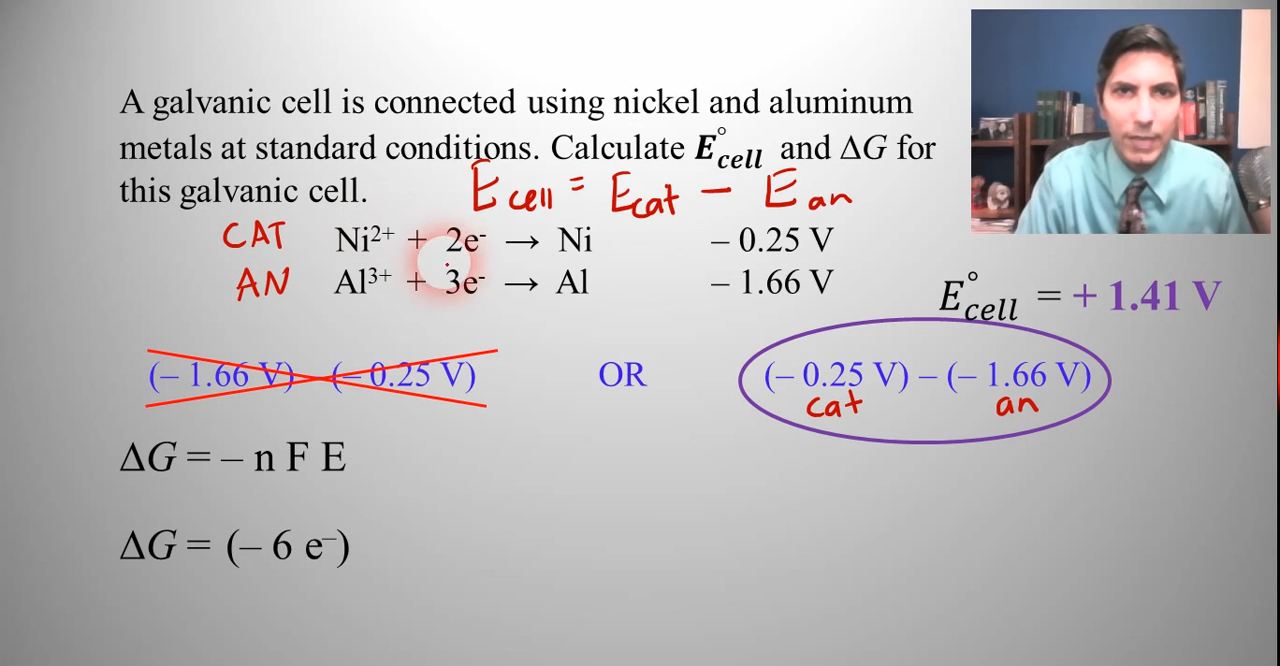 A galvanic cell is connected using nickel and aluminum
metals at standard conditions. Calculate E°cell and ΔG for
this galvanic cell.
Ecell = Ecat – Ean
CAT Ni²⁺ + 2e⁻ → Ni – 0.25 V
AN Al³⁺ + 3e⁻ → Al – 1.66 V
E°cell = + 1.41 V
(– 1.66 V) – (– 0.25 V) OR (– 0.25 V) – (– 1.66 V)
cat an
ΔG = – n F E
ΔG = (– 6 e⁻)